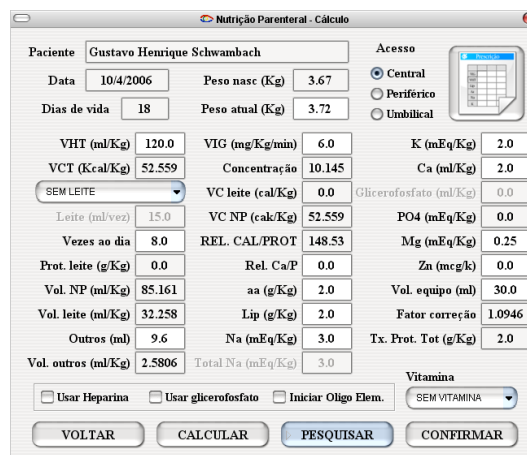 Nutrição Parenteral - Cálculo
Paciente Gustavo Henrique Schwambach Acesso
Data 10/4/2006 Peso nasc (Kg) 3.67 Central
Periférico
Dias de vida 18 Peso atual (Kg) 3.72 Umbilical
VHT (ml/Kg) 120.0 VIG (mg/Kg/min) 6.0 K (mEq/Kg) 2.0
VCT (Kcal/Kg) 52.559 Concentração 10.145 Ca (ml/Kg) 2.0
SEM LEITE VC leite (cal/Kg) 0.0 Glicerofosfato (ml/Kg) 0.0
Leite (ml/vez) 15.0 VC NP (cak/Kg) 52.559 PO4 (mEq/Kg) 0.0
Vezes ao dia 8.0 REL. CAL/PROT 148.53 Mg (mEq/Kg) 0.25
Prot. leite (g/Kg) 0.0 Rel. Ca/P 0.0 Zn (mcg/k) 0.0
Vol. NP (ml/Kg) 85.161 aa (g/Kg) 2.0 Vol. equipo (ml) 30.0
Vol. leite (ml/Kg) 32.258 Lip (g/Kg) 2.0 Fator correção 1.0946
Outros (ml) 9.6 Na (mEq/Kg) 3.0 Tx. Prot. Tot (g/Kg) 2.0
Vol. outros (ml/Kg) 2.5806 Total Na (mEq/Kg) 3.0
Vitamina
Usar Heparina Usar glicerofosfato Iniciar Oligo Elem. SEM VITAMINA
VOLTAR CALCULAR PESQUISAR CONFIRMAR